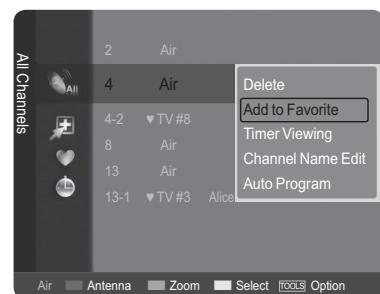 All Channels
All
2 Air
4 Air
4-2 ♥ TV #8
8 Air
13 Air
13-1 ♥ TV #3 Alice
Delete
Add to Favorite
Timer Viewing
Channel Name Edit
Auto Program
Air Antenna Zoom Select TOOLS Option